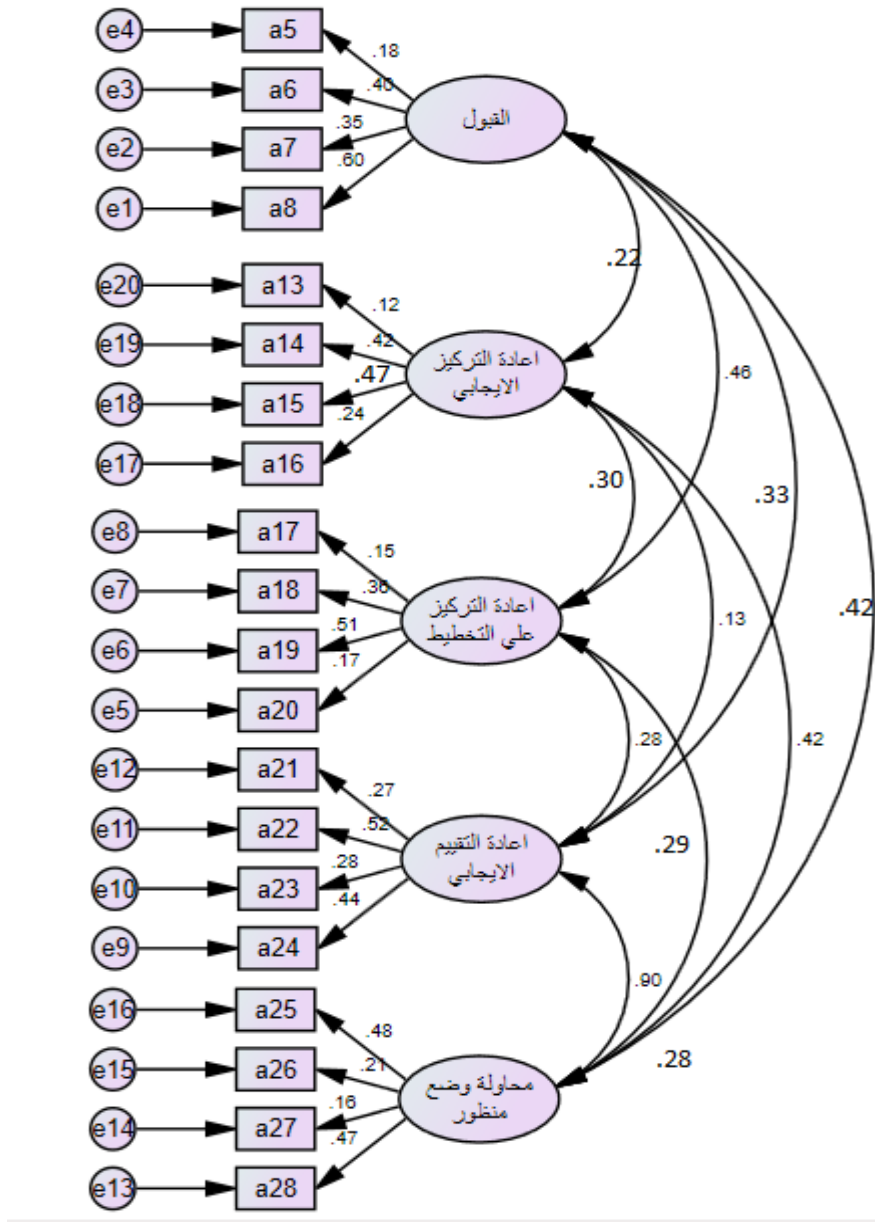 e4
a5
.18
e3
a6
.40
القبول
e2
a7
.35
e1
a8
.60
.22
e20
a13
.12
e19
a14
.42
اعادة التركيز
الايجابي
.46
e18
a15
.47
e17
a16
.24
.30
.33
e8
a17
.15
e7
a18
.36
اعادة التركيز
علي التخطيط
.42
.13
e6
a19
.51
e5
a20
.17
.28
.42
e12
a21
.27
e11
a22
.52
اعادة التقييم
الايجابي
.29
e10
a23
.28
e9
a24
.44
.90
e16
a25
.48
e15
a26
.21
محاولة وضع
منظور
.28
e14
a27
.16
e13
a28
.47